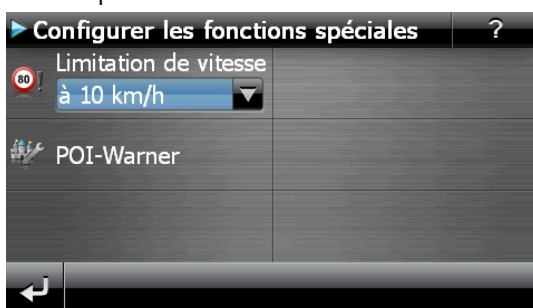 Configurer les fonctions spéciales ?
Limitation de vitesse
80 !
à 10 km/h
POI-Warner